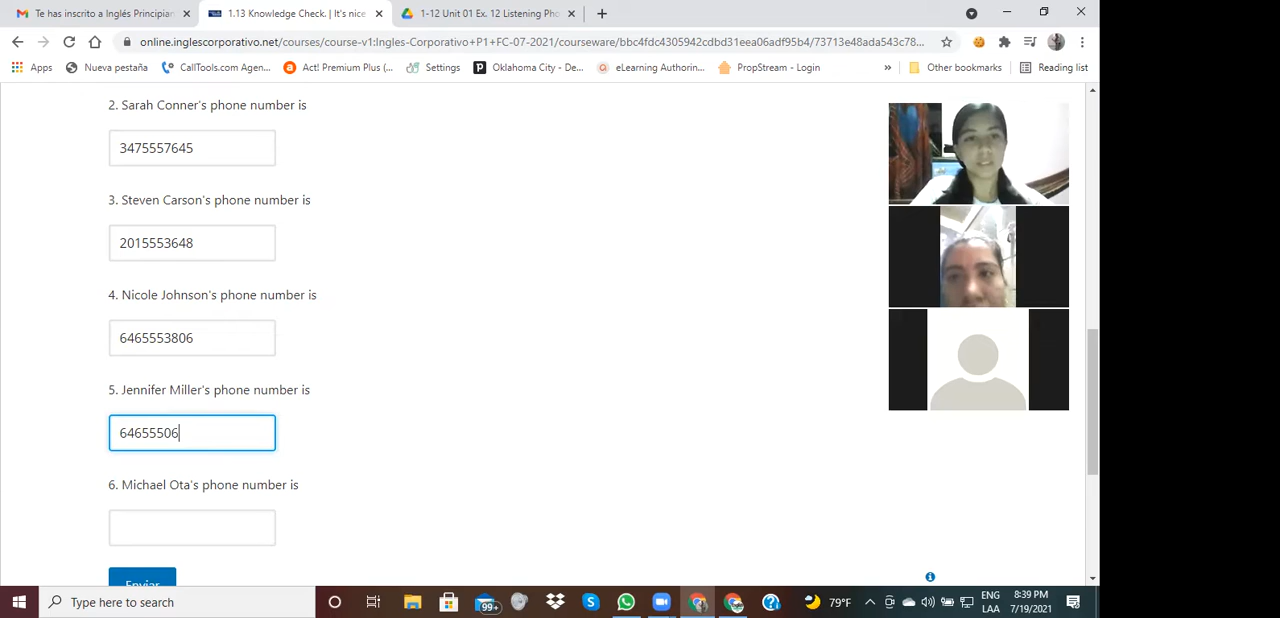 Te has inscrito a Inglés Principian
1.13 Knowledge Check. | It's nice
1-12 Unit 01 Ex. 12 Listening Pho
online.inglescorporativo.net/courses/course-v1:Ingles-Corporativo+P1+FC-07-2021/courseware/bbc4fdc4305942cdbd31eea06adf95b4/73713e48ada543c78...
Apps Nueva pestaña CallTools.com Agen... Act! Premium Plus (... Settings Oklahoma City - De... eLearning Authorin... PropStream - Login » Other bookmarks Reading list
2. Sarah Conner's phone number is
3475557645
3. Steven Carson's phone number is
2015553648
4. Nicole Johnson's phone number is
6465553806
5. Jennifer Miller's phone number is
64655506
6. Michael Ota's phone number is
Enviar
Type here to search
99+
79°F
ENG
LAA
8:39 PM
7/19/2021